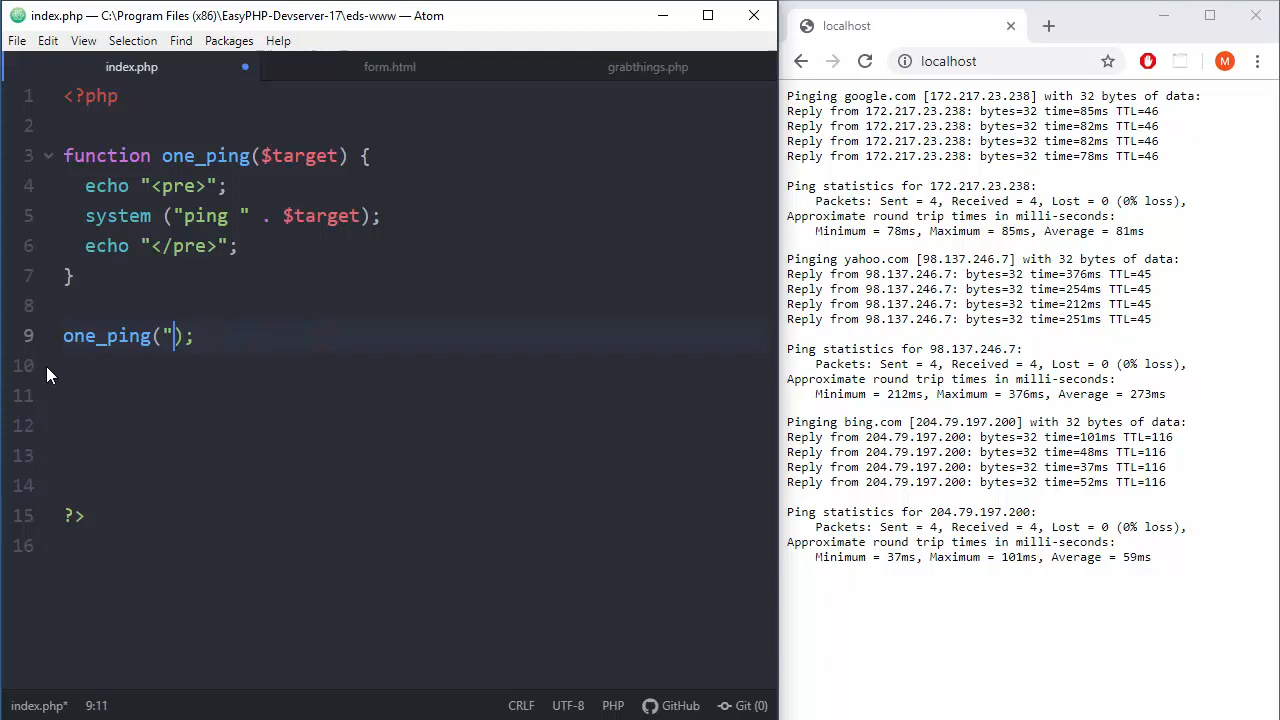 index.php — C:\Program Files (x86)\EasyPHP-Devserver-17\eds-www — Atom
File Edit View Selection Find Packages Help
index.php form.html grabthings.php
1 <?php
2
3 function one_ping($target) {
4 echo "<pre>";
5 system ("ping " . $target);
6 echo "</pre>";
7 }
8
9 one_ping(");
10
11
12
13
14
15 ?>
16
index.php* 9:11 CRLF UTF-8 PHP GitHub Git (0)
localhost
localhost M
Pinging google.com [172.217.23.238] with 32 bytes of data:
Reply from 172.217.23.238: bytes=32 time=85ms TTL=46
Reply from 172.217.23.238: bytes=32 time=82ms TTL=46
Reply from 172.217.23.238: bytes=32 time=82ms TTL=46
Reply from 172.217.23.238: bytes=32 time=78ms TTL=46
Ping statistics for 172.217.23.238:
Packets: Sent = 4, Received = 4, Lost = 0 (0% loss),
Approximate round trip times in milli-seconds:
Minimum = 78ms, Maximum = 85ms, Average = 81ms
Pinging yahoo.com [98.137.246.7] with 32 bytes of data:
Reply from 98.137.246.7: bytes=32 time=376ms TTL=45
Reply from 98.137.246.7: bytes=32 time=254ms TTL=45
Reply from 98.137.246.7: bytes=32 time=212ms TTL=45
Reply from 98.137.246.7: bytes=32 time=251ms TTL=45
Ping statistics for 98.137.246.7:
Packets: Sent = 4, Received = 4, Lost = 0 (0% loss),
Approximate round trip times in milli-seconds:
Minimum = 212ms, Maximum = 376ms, Average = 273ms
Pinging bing.com [204.79.197.200] with 32 bytes of data:
Reply from 204.79.197.200: bytes=32 time=101ms TTL=116
Reply from 204.79.197.200: bytes=32 time=48ms TTL=116
Reply from 204.79.197.200: bytes=32 time=37ms TTL=116
Reply from 204.79.197.200: bytes=32 time=52ms TTL=116
Ping statistics for 204.79.197.200:
Packets: Sent = 4, Received = 4, Lost = 0 (0% loss),
Approximate round trip times in milli-seconds:
Minimum = 37ms, Maximum = 101ms, Average = 59ms